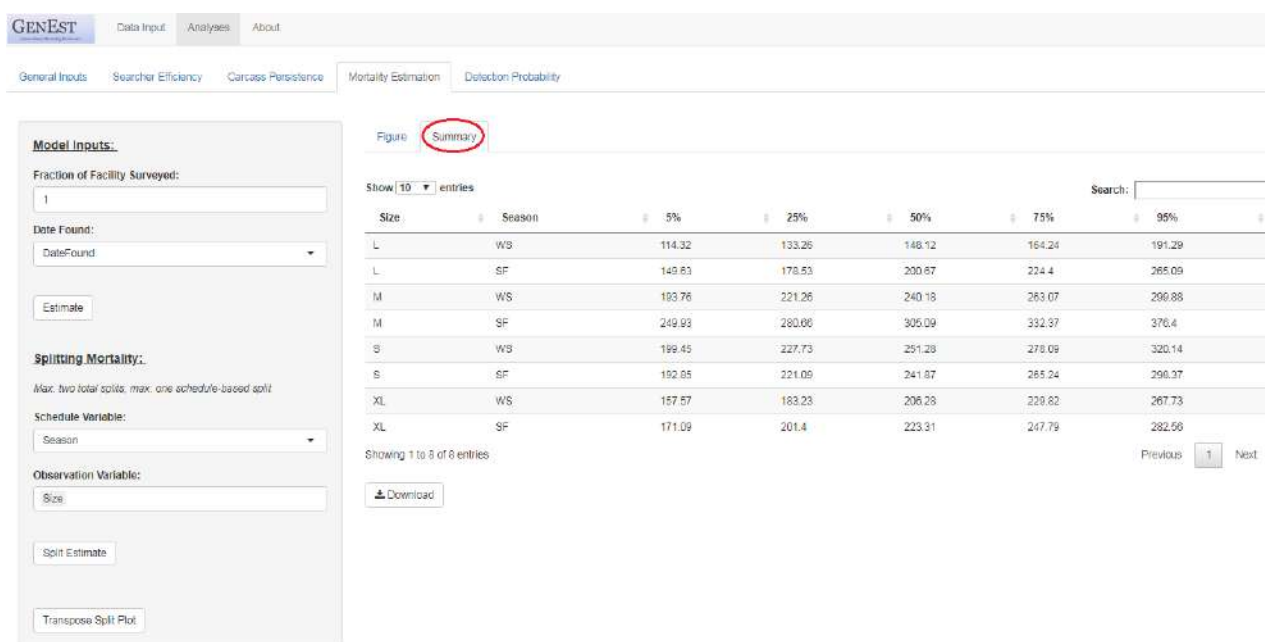 GENEST
Data Input Analyses About
General Inputs Searcher Efficiency Carcass Persistence Mortality Estimation Detection Probability
Model Inputs:
Fraction of Facility Surveyed:
1
Date Found:
DateFound
Estimate
Splitting Mortality:
Max. two total splits, max. one schedule-based split
Schedule Variable:
Season
Observation Variable:
Size
Split Estimate
Transpose Split Plot
Figure Summary
Show 10 entries Search:
Size Season 5% 25% 50% 75% 95%
L WS 114.32 133.26 148.12 164.24 191.29
L SF 149.63 178.53 200.67 224.4 265.09
M WS 193.76 221.26 240.18 263.07 299.88
M SF 249.93 280.66 305.09 332.37 376.4
S WS 199.45 227.73 251.28 278.09 320.14
S SF 192.85 221.09 241.87 265.24 298.37
XL WS 157.57 183.23 206.28 229.82 267.73
XL SF 171.09 201.4 223.31 247.79 282.56
Showing 1 to 8 of 8 entries Previous 1 Next
Download